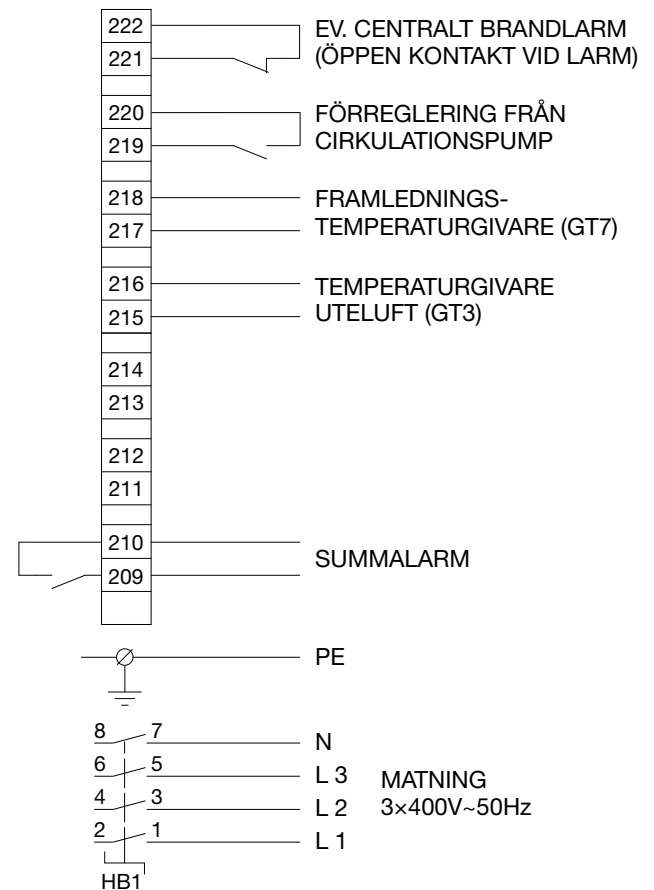 222
221
EV. CENTRALT BRANDLARM
(ÖPPEN KONTAKT VID LARM)
220
219
FÖRREGLERING FRÅN
CIRKULATIONSPUMP
218
217
FRAMLEDNINGS-
TEMPERATURGIVARE (GT7)
216
215
TEMPERATURGIVARE
UTELUFT (GT3)
214
213
212
211
210
209
SUMMALARM
PE
8 7 N
6 5 L 3
4 3 L 2
2 1 L 1
MATNING
3×400V~50Hz
HB1